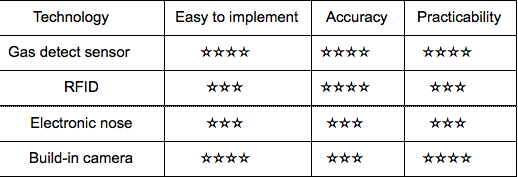 Technology Easy to implement Accuracy Practicability
Gas detect sensor ☆☆☆☆ ☆☆☆☆ ☆☆☆☆
RFID ☆☆☆ ☆☆☆☆ ☆☆☆
Electronic nose ☆☆☆ ☆☆☆ ☆☆☆
Build-in camera ☆☆☆☆ ☆☆☆ ☆☆☆☆